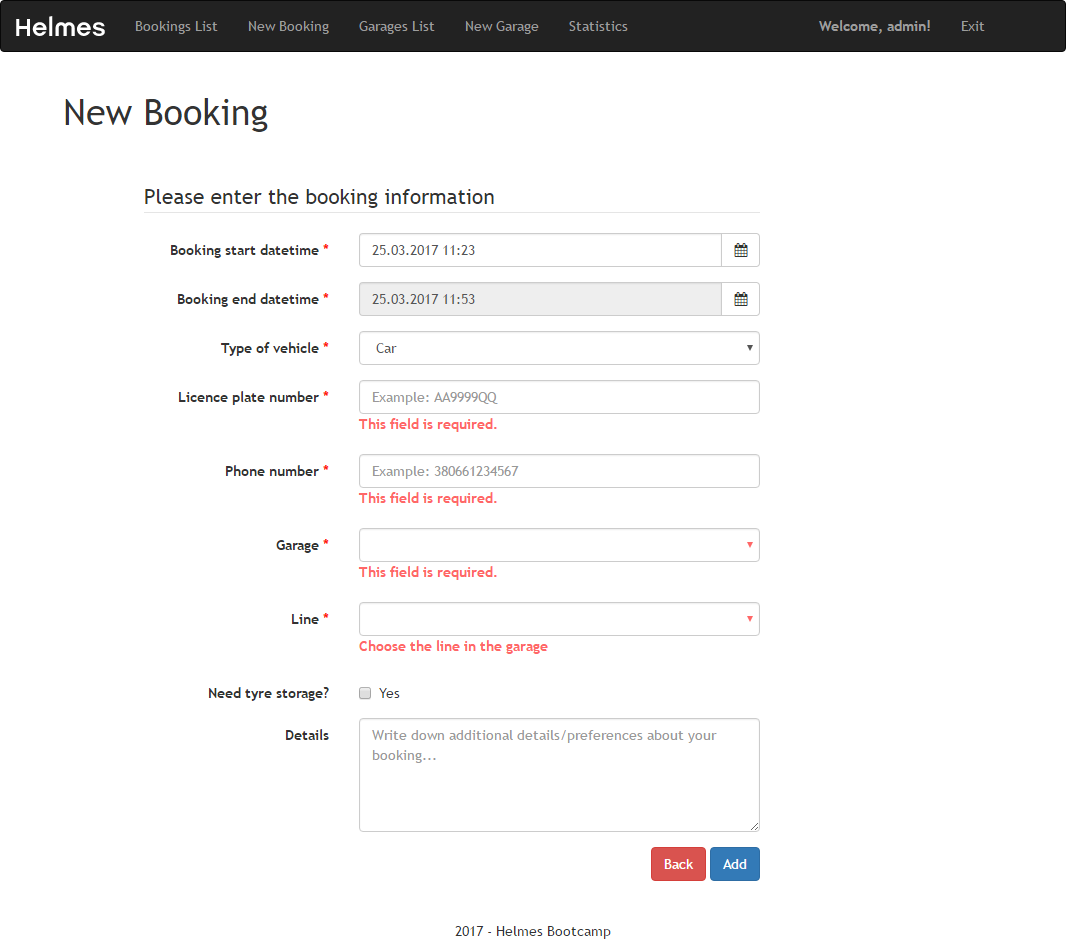 Helmes Bookings List New Booking Garages List New Garage Statistics Welcome, admin! Exit
New Booking
Please enter the booking information
Booking start datetime * 25.03.2017 11:23
Booking end datetime * 25.03.2017 11:53
Type of vehicle * Car
Licence plate number * Example: AA9999QQ
This field is required.
Phone number * Example: 380661234567
This field is required.
Garage *
This field is required.
Line *
Choose the line in the garage
Need tyre storage? Yes
Details Write down additional details/preferences about your
booking...
Back Add
2017 - Helmes Bootcamp